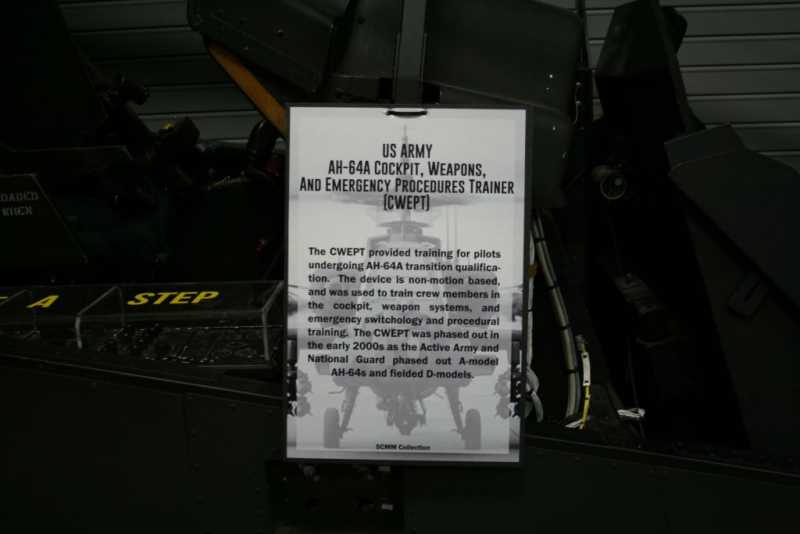 US ARMY
AH-64A COCKPIT, WEAPONS,
AND EMERGENCY PROCEDURES TRAINER
(CWEPT)
The CWEPT provided training for pilots
undergoing AH-64A transition qualifica-
tion. The device is non-motion based,
and was used to train crew members in
the cockpit, weapon systems, and
emergency switchology and procedural
training. The CWEPT was phased out in
the early 2000s as the Active Army and
National Guard phased out A-model
AH-64s and fielded D-models.
SCMM Collection
A STEP